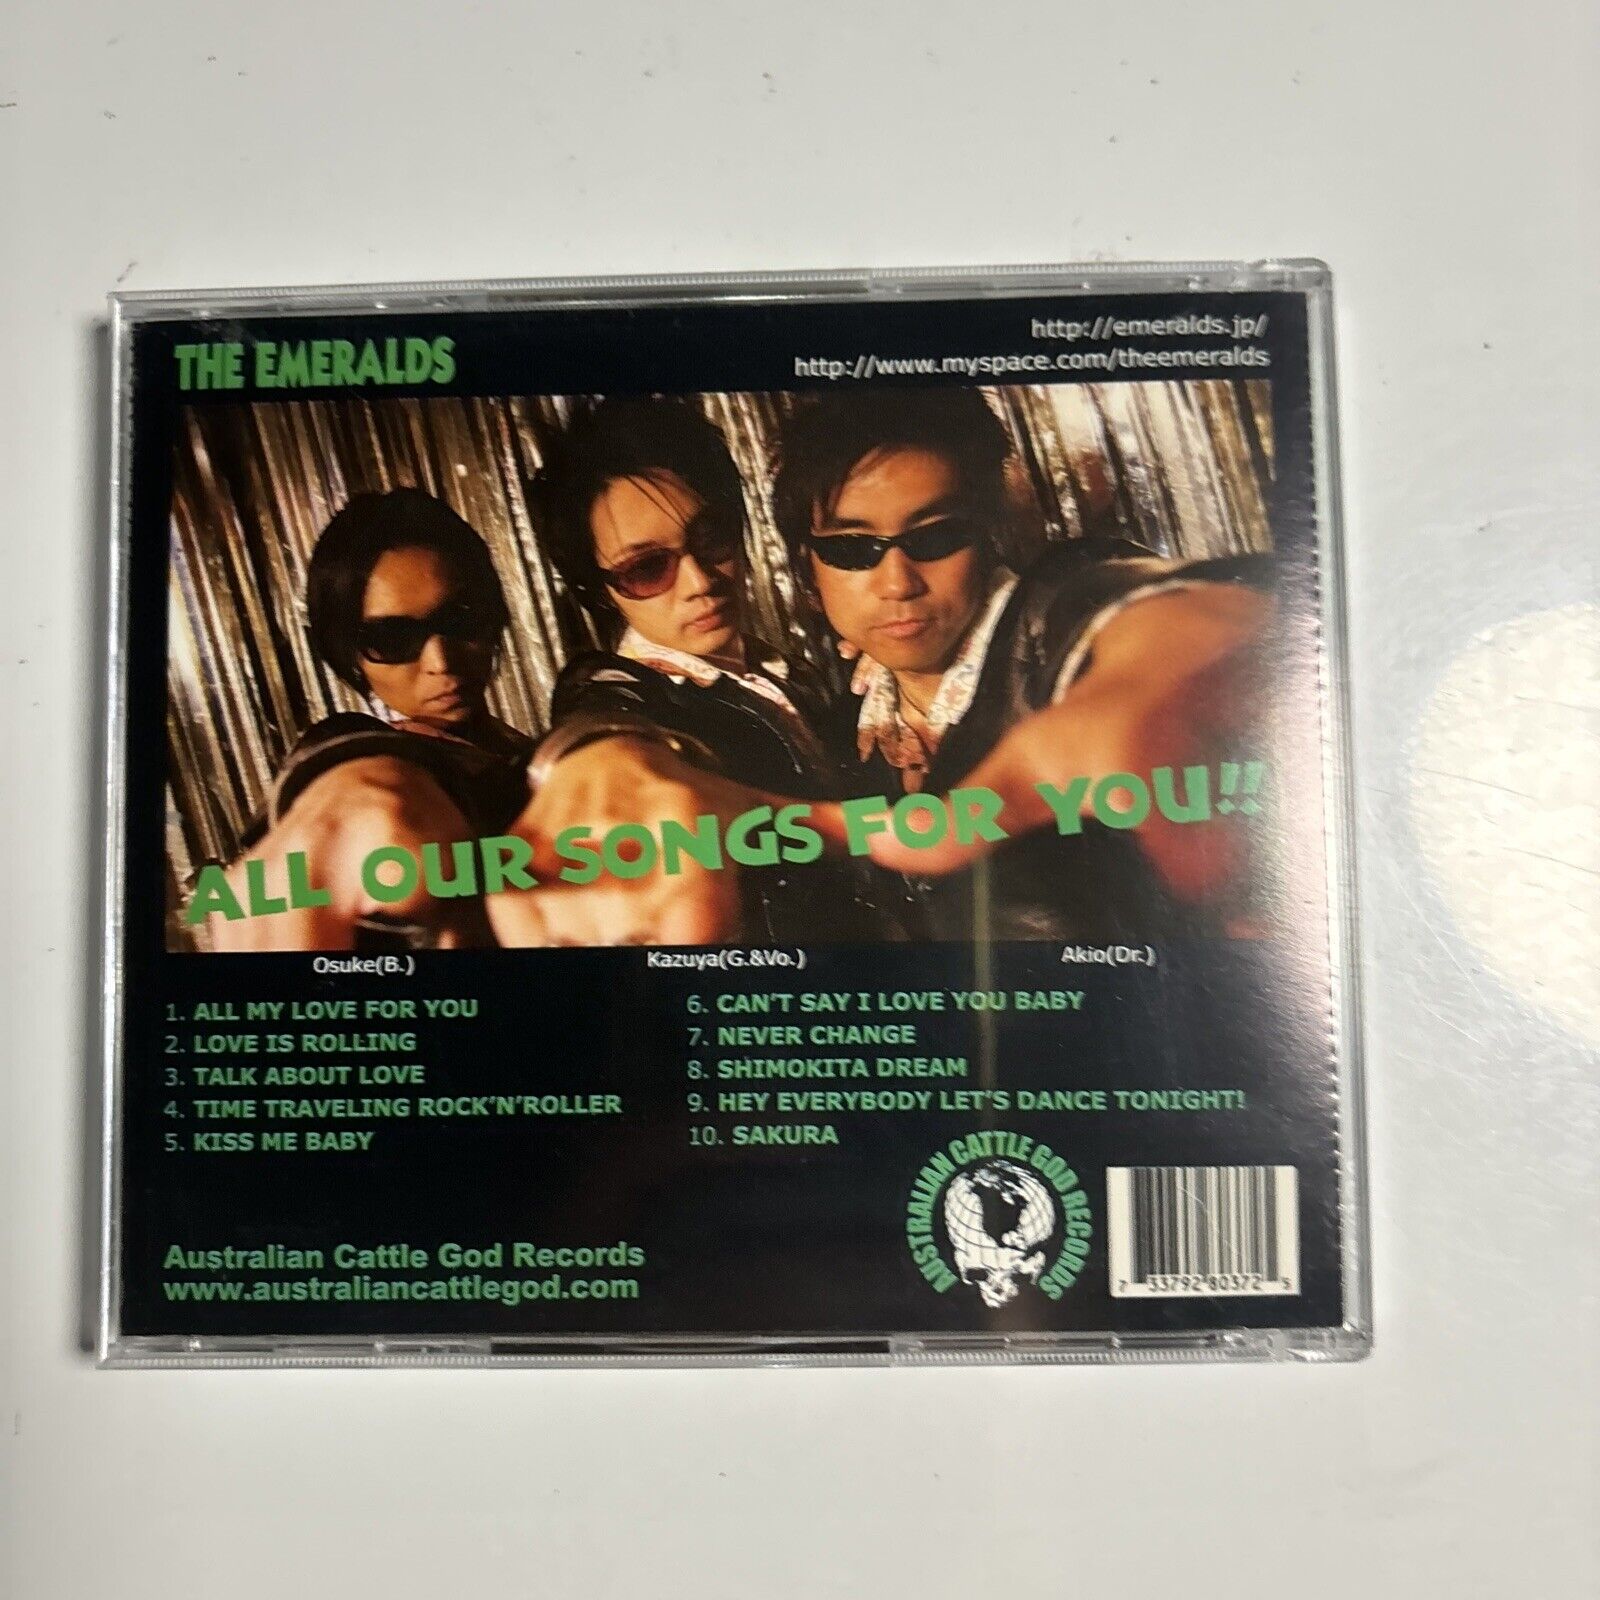 THE EMERALDS
http://emeralds.jp/
http://www.myspace.com/theemeralds
ALL OUR SONGS FOR YOU!!
Osuke(B.)
Kazuya(G.&Vo.)
Akio(Dr.)
1. ALL MY LOVE FOR YOU
2. LOVE IS ROLLING
3. TALK ABOUT LOVE
4. TIME TRAVELING ROCK'N'ROLLER
5. KISS ME BABY
6. CAN'T SAY I LOVE YOU BABY
7. NEVER CHANGE
8. SHIMOKITA DREAM
9. HEY EVERYBODY LET'S DANCE TONIGHT!
10. SAKURA
Australian Cattle God Records
www.australiancattlegod.com
AUSTRALIAN CATTLE GOD RECORDS
7 33792 80372 5